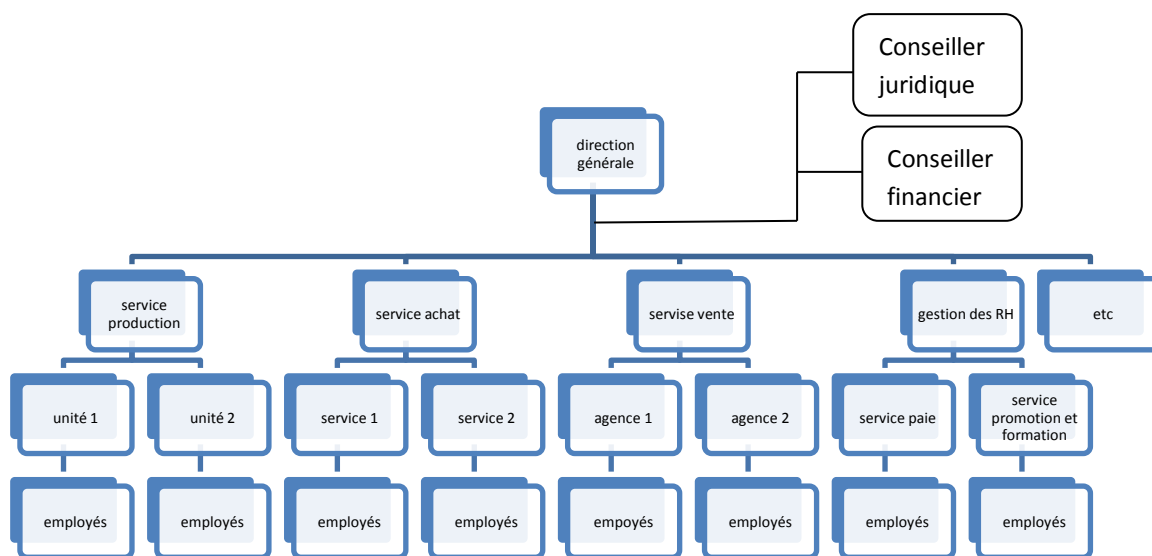 Conseiller
juridique
direction
générale
Conseiller
financier
service
production
service achat
servise vente
gestion des RH
etc
unité 1
unité 2
service 1
service 2
agence 1
agence 2
service paie
service
promotion et
formation
employés
employés
employés
employés
empoyés
employés
employés
employés